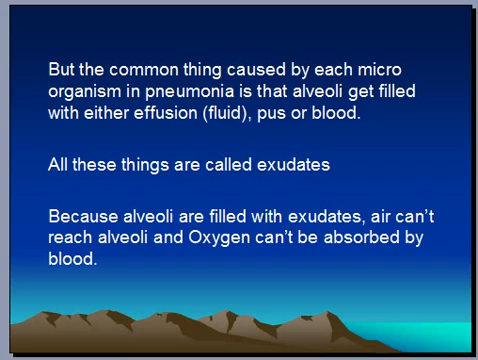 But the common thing caused by each micro
organism in pneumonia is that alveoli get filled
with either effusion (fluid), pus or blood.
All these things are called exudates
Because alveoli are filled with exudates, air can't
reach alveoli and Oxygen can't be absorbed by
blood.